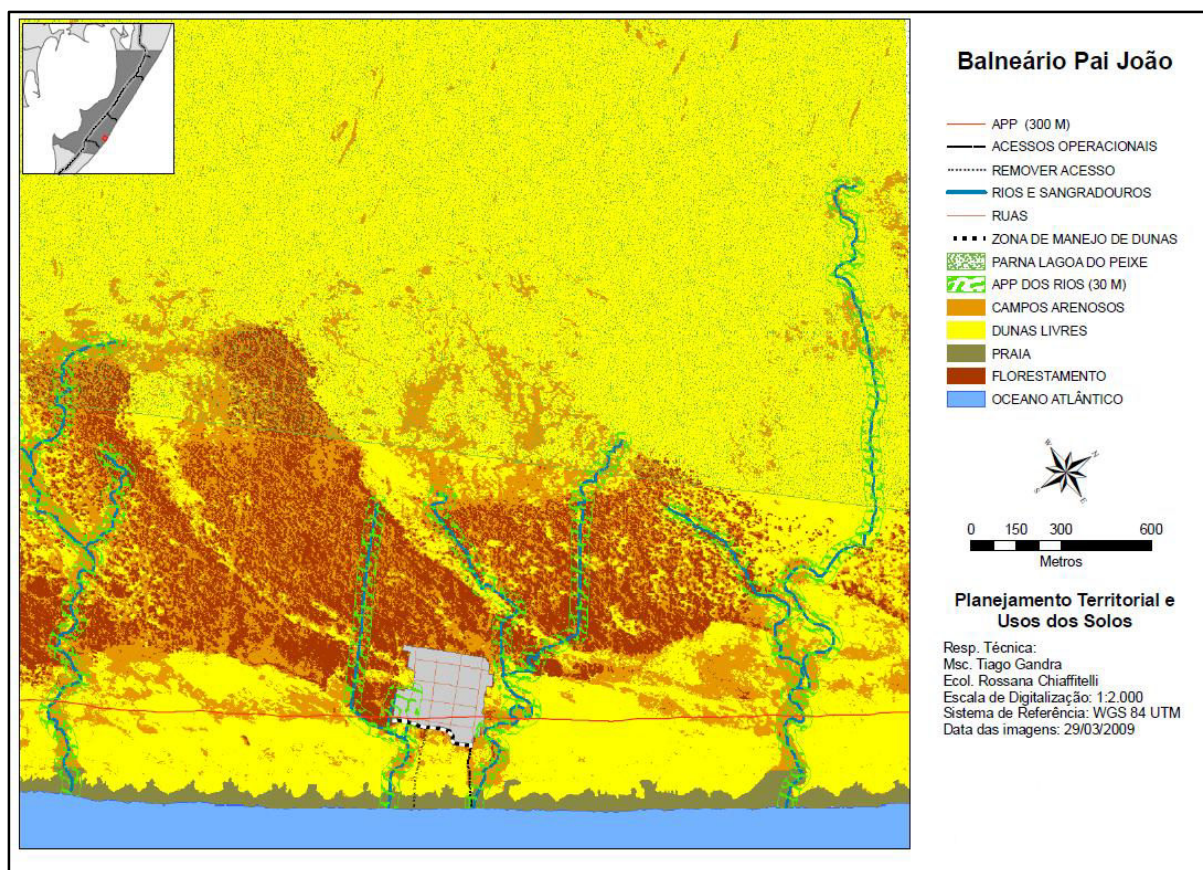 Balneário Pai João
APP (300 M)
ACESSOS OPERACIONAIS
REMOVER ACESSO
RIOS E SANGRADOUROS
RUAS
ZONA DE MANEJO DE DUNAS
PARNA LAGOA DO PEIXE
APP DOS RIOS (30 M)
CAMPOS ARENOSOS
DUNAS LIVRES
PRAIA
FLORESTAMENTO
OCEANO ATLÂNTICO
N
E
S
0 150 300 600
Metros
Planejamento Territorial e
Usos dos Solos
Resp. Técnica:
Msc. Tiago Gandra
Ecol. Rossana Chiaffitelli
Escala de Digitalização: 1:2.000
Sistema de Referência: WGS 84 UTM
Data das imagens: 29/03/2009